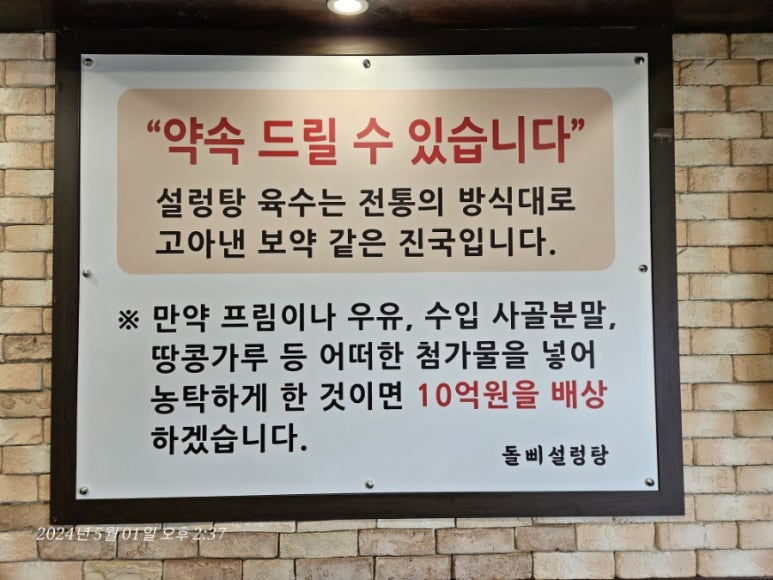 “약속 드릴 수 있습니다”
설렁탕 육수는 전통의 방식대로
고아낸 보약 같은 진국입니다.
※ 만약 프림이나 우유, 수입 사골분말,
땅콩가루 등 어떠한 첨가물을 넣어
농탁하게 한 것이면 10억원을 배상
하겠습니다.
돌삐설렁탕
2024년 5월 01일 오후 2:37